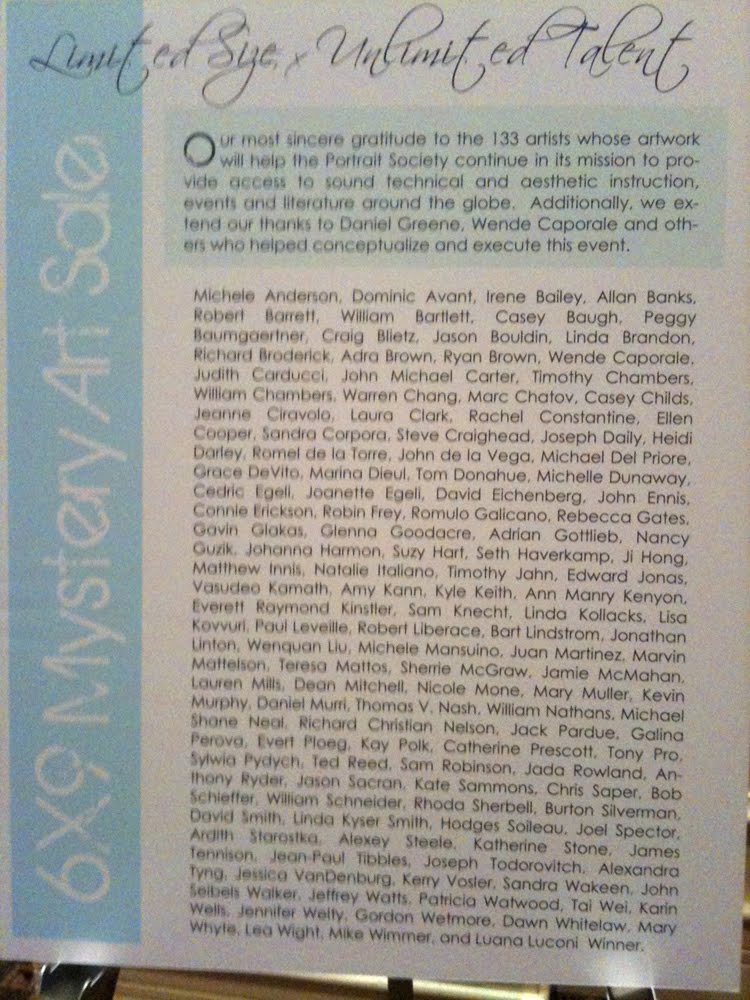 Limited Size, Unlimited Talent
6X9 Mystery Art Sale
Our most sincere gratitude to the 133 artists whose artwork
will help the Portrait Society continue in its mission to pro-
vide access to sound technical and aesthetic instruction,
events and literature around the globe. Additionally, we ex-
tend our thanks to Daniel Greene, Wende Caporale and oth-
ers who helped conceptualize and execute this event.
Michele Anderson, Dominic Avant, Irene Bailey, Allan Banks,
Robert Barrett, William Bartlett, Casey Baugh, Peggy
Baumgaertner, Craig Blietz, Jason Bouldin, Linda Brandon,
Richard Broderick, Adra Brown, Ryan Brown, Wende Caporale,
Judith Carducci, John Michael Carter, Timothy Chambers,
William Chambers, Warren Chang, Marc Chatov, Casey Childs,
Jeanne Ciravolo, Laura Clark, Rachel Constantine, Ellen
Cooper, Sandra Corpora, Steve Craighead, Joseph Daily, Heidi
Darley, Romel de la Torre, John de la Vega, Michael Del Priore,
Grace DeVito, Marina Dieul, Tom Donahue, Michelle Dunaway,
Cedric Egeli, Joanette Egeli, David Eichenberg, John Ennis,
Connie Erickson, Robin Frey, Romulo Galicano, Rebecca Gates,
Gavin Glakas, Glenna Goodacre, Adrian Gottlieb, Nancy
Guzik, Johanna Harmon, Suzy Hart, Seth Haverkamp, Ji Hong,
Matthew Innis, Natalie Italiano, Timothy Jahn, Edward Jonas,
Vasudeo Kamath, Amy Kann, Kyle Keith, Ann Manry Kenyon,
Everett Raymond Kinstler, Sam Knecht, Linda Kollacks, Lisa
Kovvuri, Paul Leveille, Robert Liberace, Bart Lindstrom, Jonathan
Linton, Wenquan Liu, Michele Mansuino, Juan Martinez, Marvin
Mattelson, Teresa Mattos, Sherrie McGraw, Jamie McMahan,
Lauren Mills, Dean Mitchell, Nicole Mone, Mary Muller, Kevin
Murphy, Daniel Murri, Thomas V. Nash, William Nathans, Michael
Shane Neal, Richard Christian Nelson, Jack Pardue, Galina
Perova, Evert Ploeg, Kay Polk, Catherine Prescott, Tony Pro,
Sylwia Pydych, Ted Reed, Sam Robinson, Jada Rowland, An-
thony Ryder, Jason Sacran, Kate Sammons, Chris Saper, Bob
Schieffer, William Schneider, Rhoda Sherbell, Burton Silverman,
David Smith, Linda Kyser Smith, Hodges Soileau, Joel Spector,
Ardith Starostka, Alexey Steele, Katherine Stone, James
Tennison, Jean-Paul Tibbles, Joseph Todorovitch, Alexandra
Tyng, Jessica VanDenburg, Kerry Vosler, Sandra Wakeen, John
Seibels Walker, Jeffrey Watts, Patricia Watwood, Tai Wei, Karin
Wells, Jennifer Welty, Gordon Wetmore, Dawn Whitelaw, Mary
Whyte, Lea Wight, Mike Wimmer, and Luana Luconi Winner.